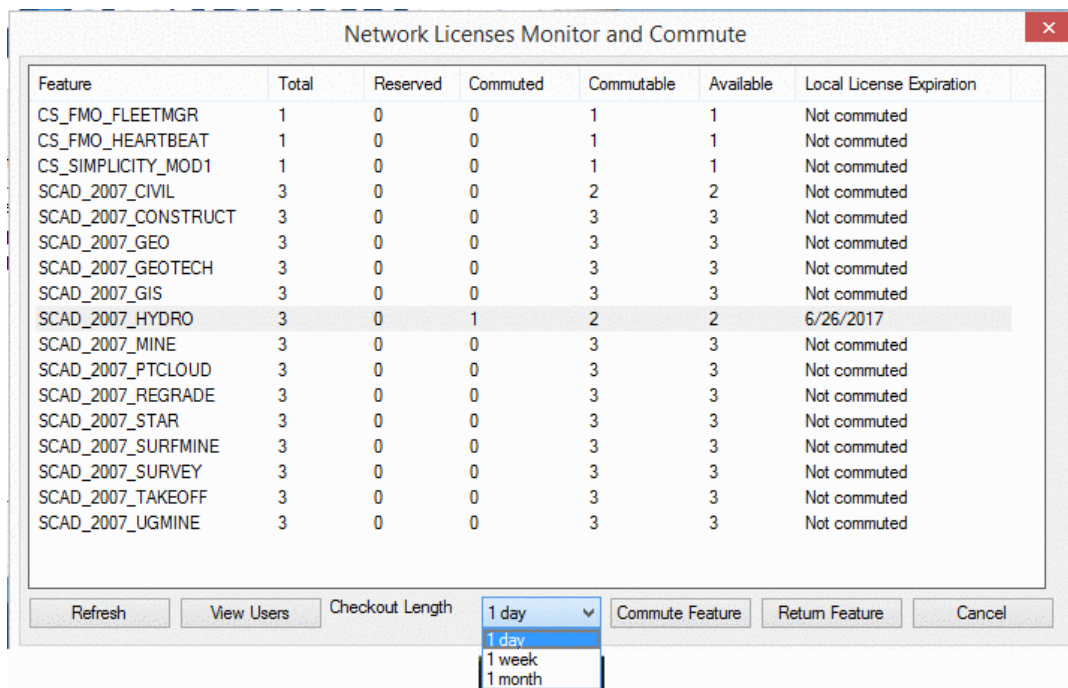 Network Licenses Monitor and Commute
Feature Total Reserved Commuted Commutable Available Local License Expiration
CS_FMO_FLEETMGR 1 0 0 1 1 Not commuted
CS_FMO_HEARTBEAT 1 0 0 1 1 Not commuted
CS_SIMPLICITY_MOD1 1 0 0 1 1 Not commuted
SCAD_2007_CIVIL 3 0 0 2 2 Not commuted
SCAD_2007_CONSTRUCT 3 0 0 3 3 Not commuted
SCAD_2007_GEO 3 0 0 3 3 Not commuted
SCAD_2007_GEOTECH 3 0 0 3 3 Not commuted
SCAD_2007_GIS 3 0 0 3 3 Not commuted
SCAD_2007_HYDRO 3 0 1 2 2 6/26/2017
SCAD_2007_MINE 3 0 0 3 3 Not commuted
SCAD_2007_PTCLOUD 3 0 0 3 3 Not commuted
SCAD_2007_REGRADE 3 0 0 3 3 Not commuted
SCAD_2007_STAR 3 0 0 3 3 Not commuted
SCAD_2007_SURFMINE 3 0 0 3 3 Not commuted
SCAD_2007_SURVEY 3 0 0 3 3 Not commuted
SCAD_2007_TAKEOFF 3 0 0 3 3 Not commuted
SCAD_2007_UGMINE 3 0 0 3 3 Not commuted
Refresh View Users Checkout Length 1 day Commute Feature Return Feature Cancel
1 day
1 week
1 month